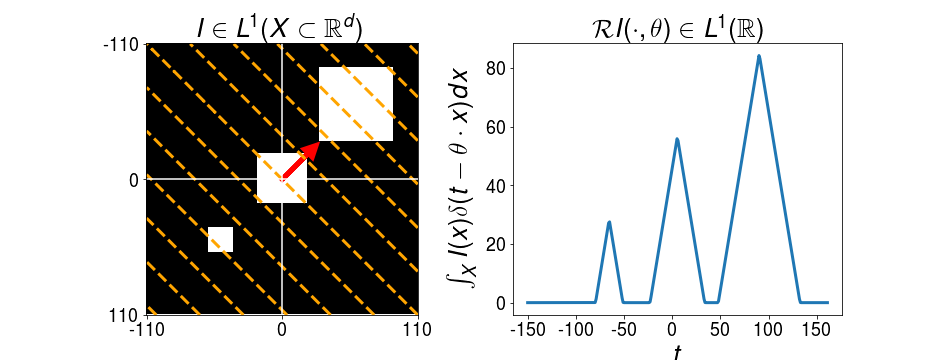 I ∈ L¹(X ⊂ ℝᵈ)
-110
0
110
-110 0 110
ℛI(·, θ) ∈ L¹(ℝ)
∫_X I(x)δ(t − θ · x)dx
80
60
40
20
0
-150 -100 -50 0 50 100 150
t